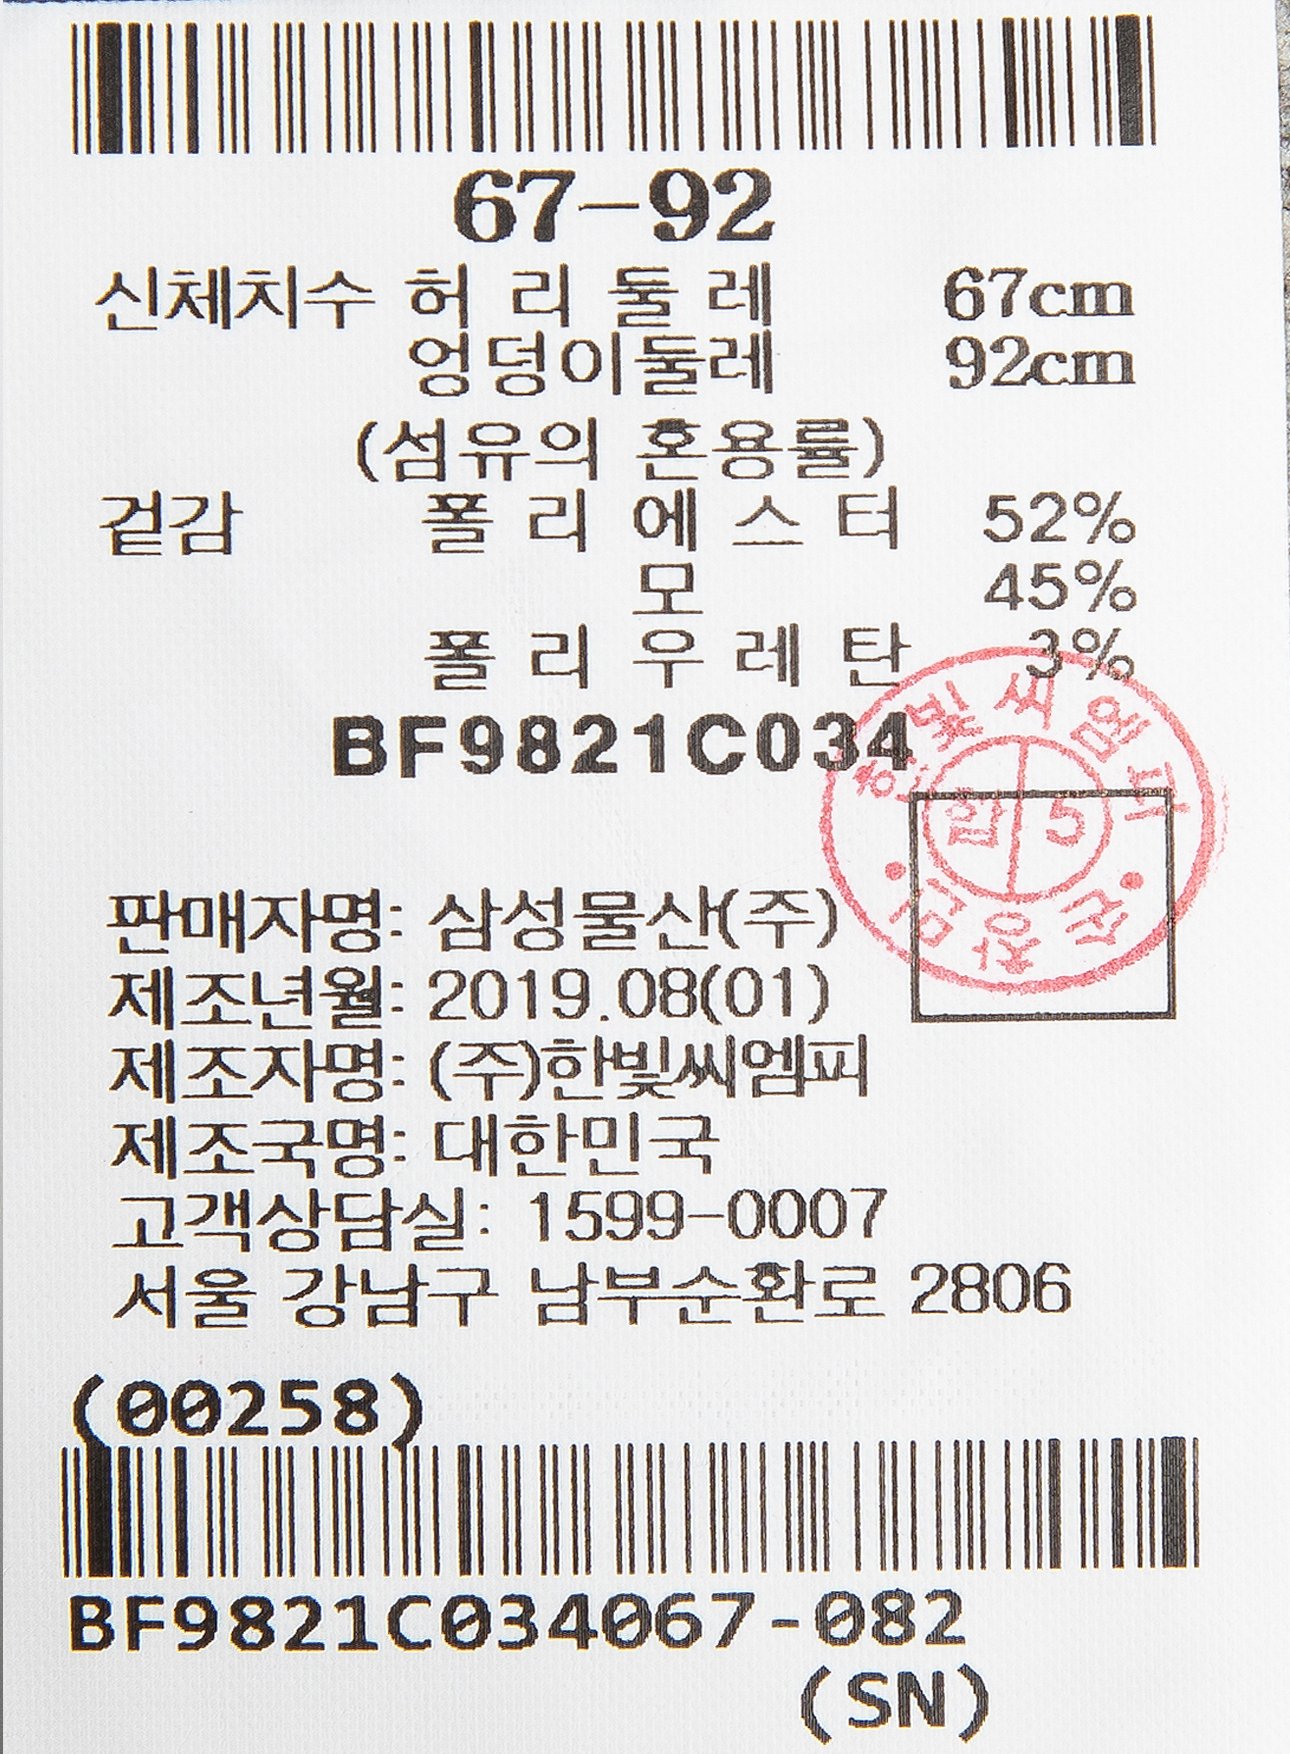 67-92
신체치수 허리둘레 67cm
엉덩이둘레 92cm
(섬유의 혼용률)
겉감 폴리에스터 52%
모 45%
폴리우레탄 3%
BF9821C034
한빛씨엠피
합 5
판매자명: 삼성물산(주)
제조년월: 2019.08(01)
제조자명: (주)한빛씨엠피
제조국명: 대한민국
고객상담실: 1599-0007
서울 강남구 남부순환로 2806
(00258)
BF9821C034067-082
(SN)